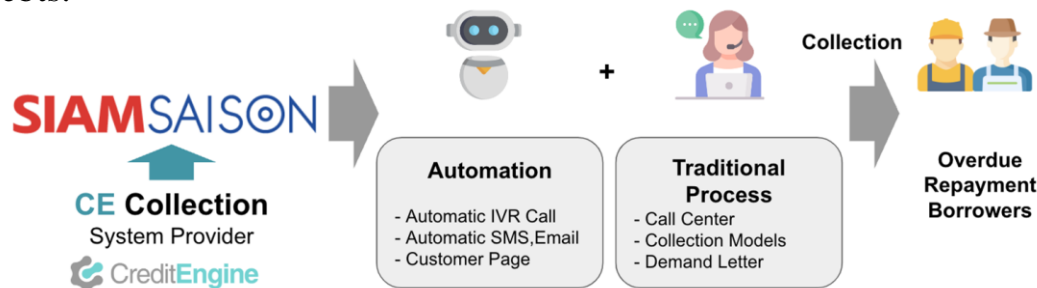 SIAMSAISON
CE Collection
System Provider
CreditEngine
+
Automation
- Automatic IVR Call
- Automatic SMS,Email
- Customer Page
Traditional
Process
- Call Center
- Collection Models
- Demand Letter
Collection
Overdue
Repayment
Borrowers